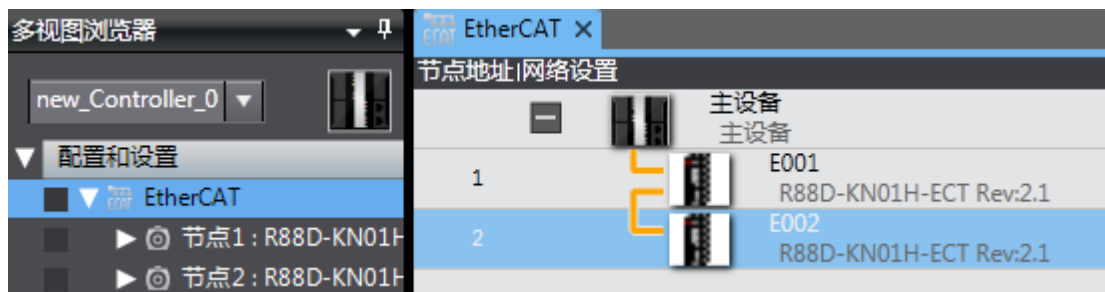 多视图浏览器
new_Controller_0
配置和设置
EtherCAT
节点1 : R88D-KN01H
节点2 : R88D-KN01H
EtherCAT
节点地址|网络设置
主设备
主设备
1
E001
R88D-KN01H-ECT Rev:2.1
2
E002
R88D-KN01H-ECT Rev:2.1